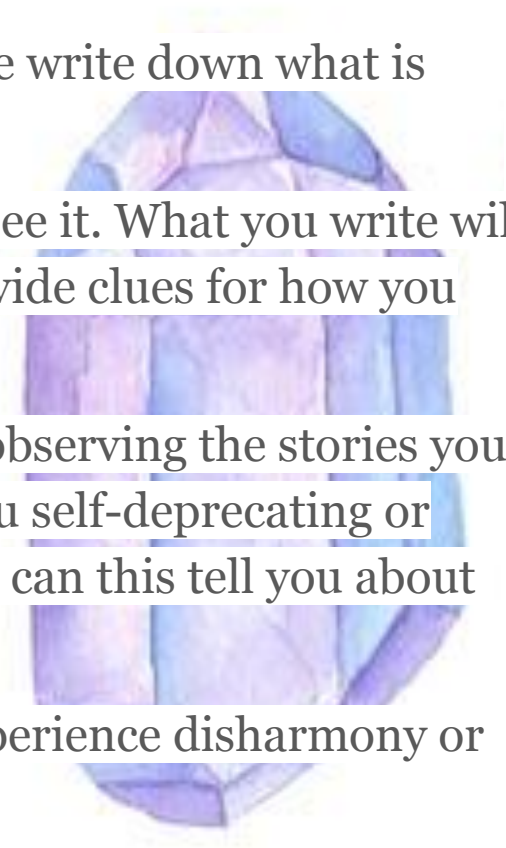 e write down what is
ee it. What you write wil
vide clues for how you
observing the stories you
u self-deprecating or
can this tell you about
perience disharmony or